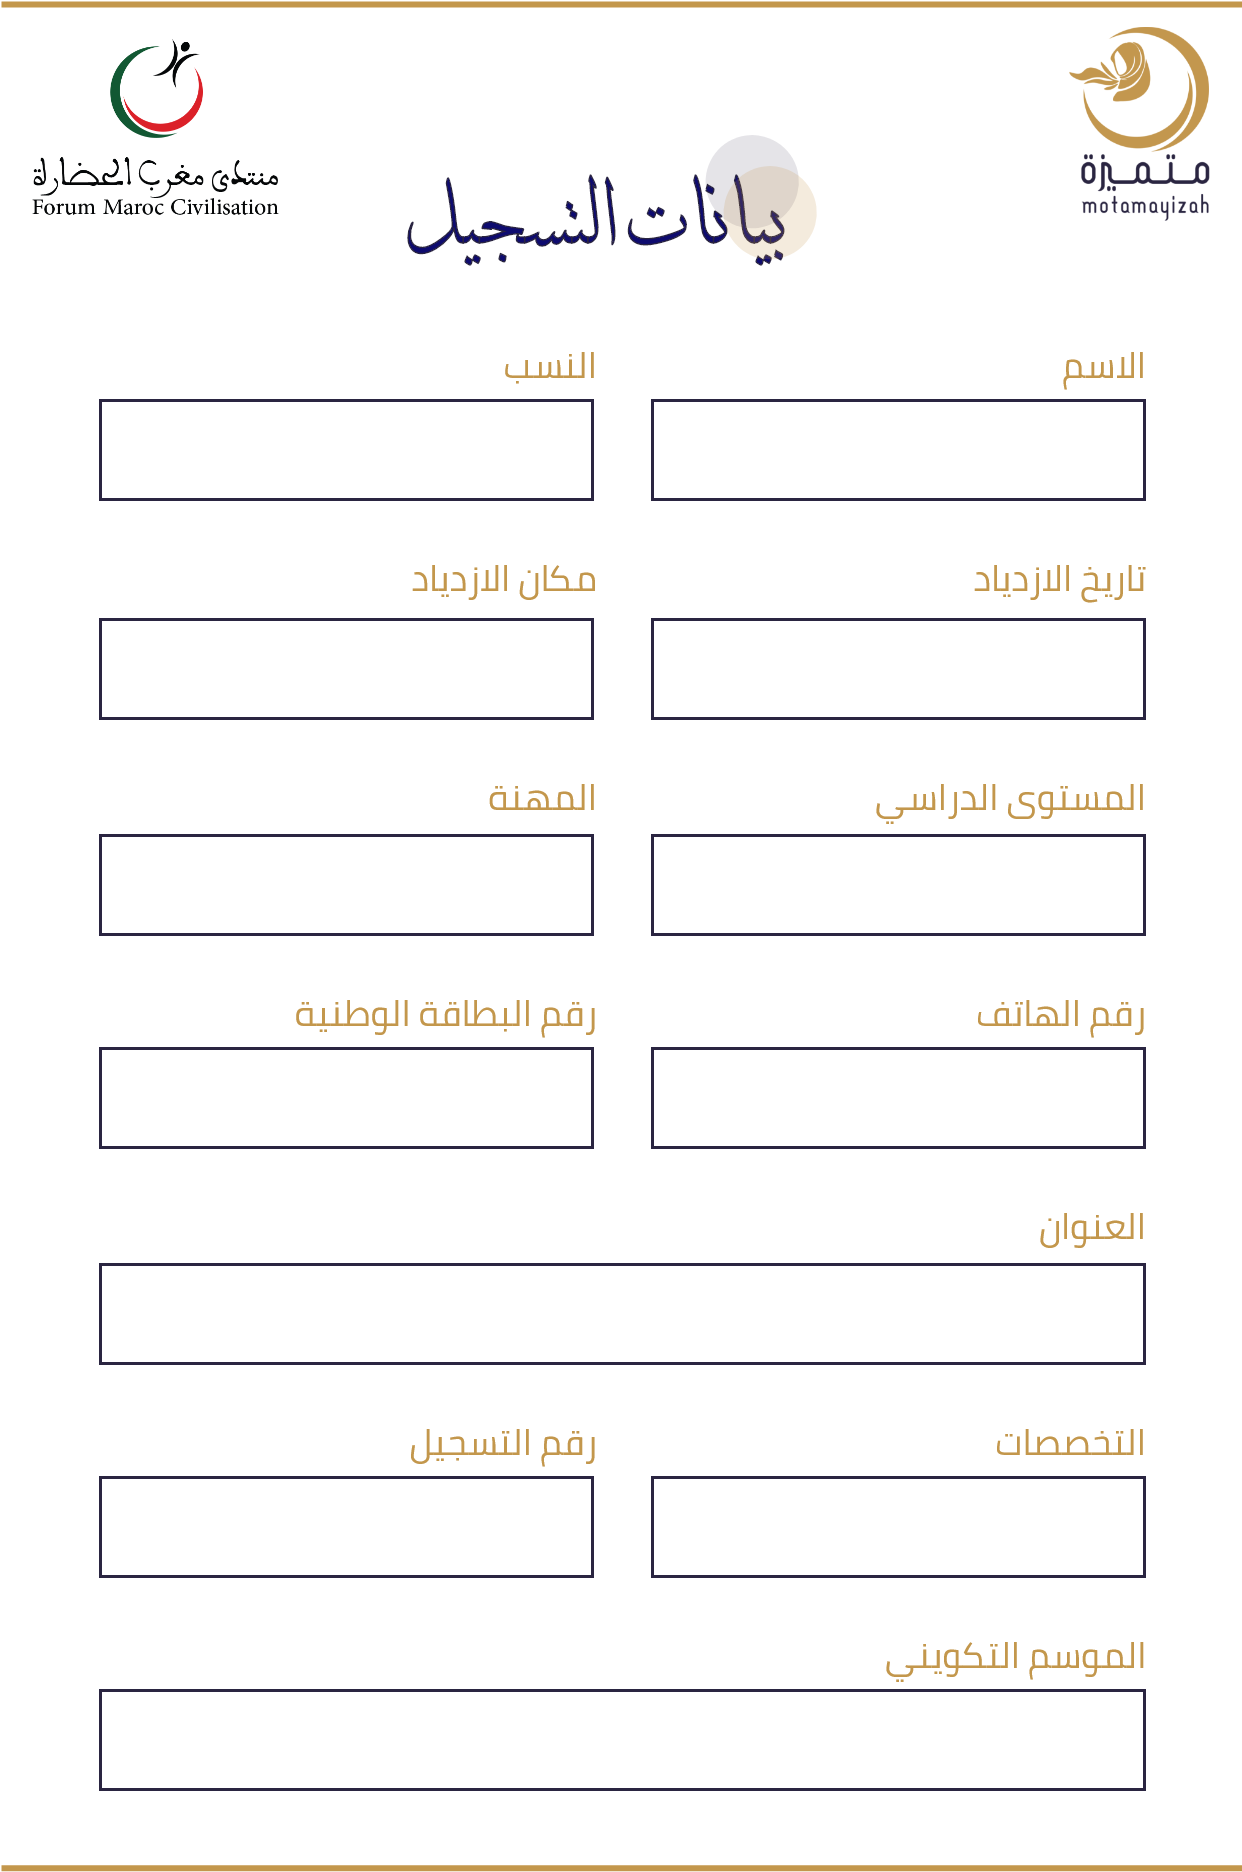 متميزة
motamayizah
منتدى مغرب الحضارة
Forum Maroc Civilisation
بيانات التسجيل
الاسم
النسب
تاريخ الازدياد
مكان الازدياد
المستوى الدراسي
المهنة
رقم الهاتف
رقم البطاقة الوطنية
العنوان
التخصصات
رقم التسجيل
الموسم التكويني